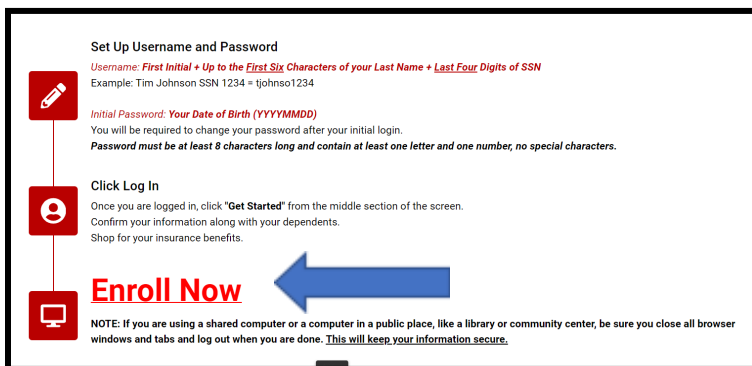 Set Up Username and Password
Username: First Initial + Up to the First Six Characters of your Last Name + Last Four Digits of SSN
Example: Tim Johnson SSN 1234 = tjohnso1234
Initial Password: Your Date of Birth (YYYYMMDD)
You will be required to change your password after your initial login.
Password must be at least 8 characters long and contain at least one letter and one number, no special characters.
Click Log In
Once you are logged in, click "Get Started" from the middle section of the screen.
Confirm your information along with your dependents.
Shop for your insurance benefits.
Enroll Now
NOTE: If you are using a shared computer or a computer in a public place, like a library or community center, be sure you close all browser
windows and tabs and log out when you are done. This will keep your information secure.